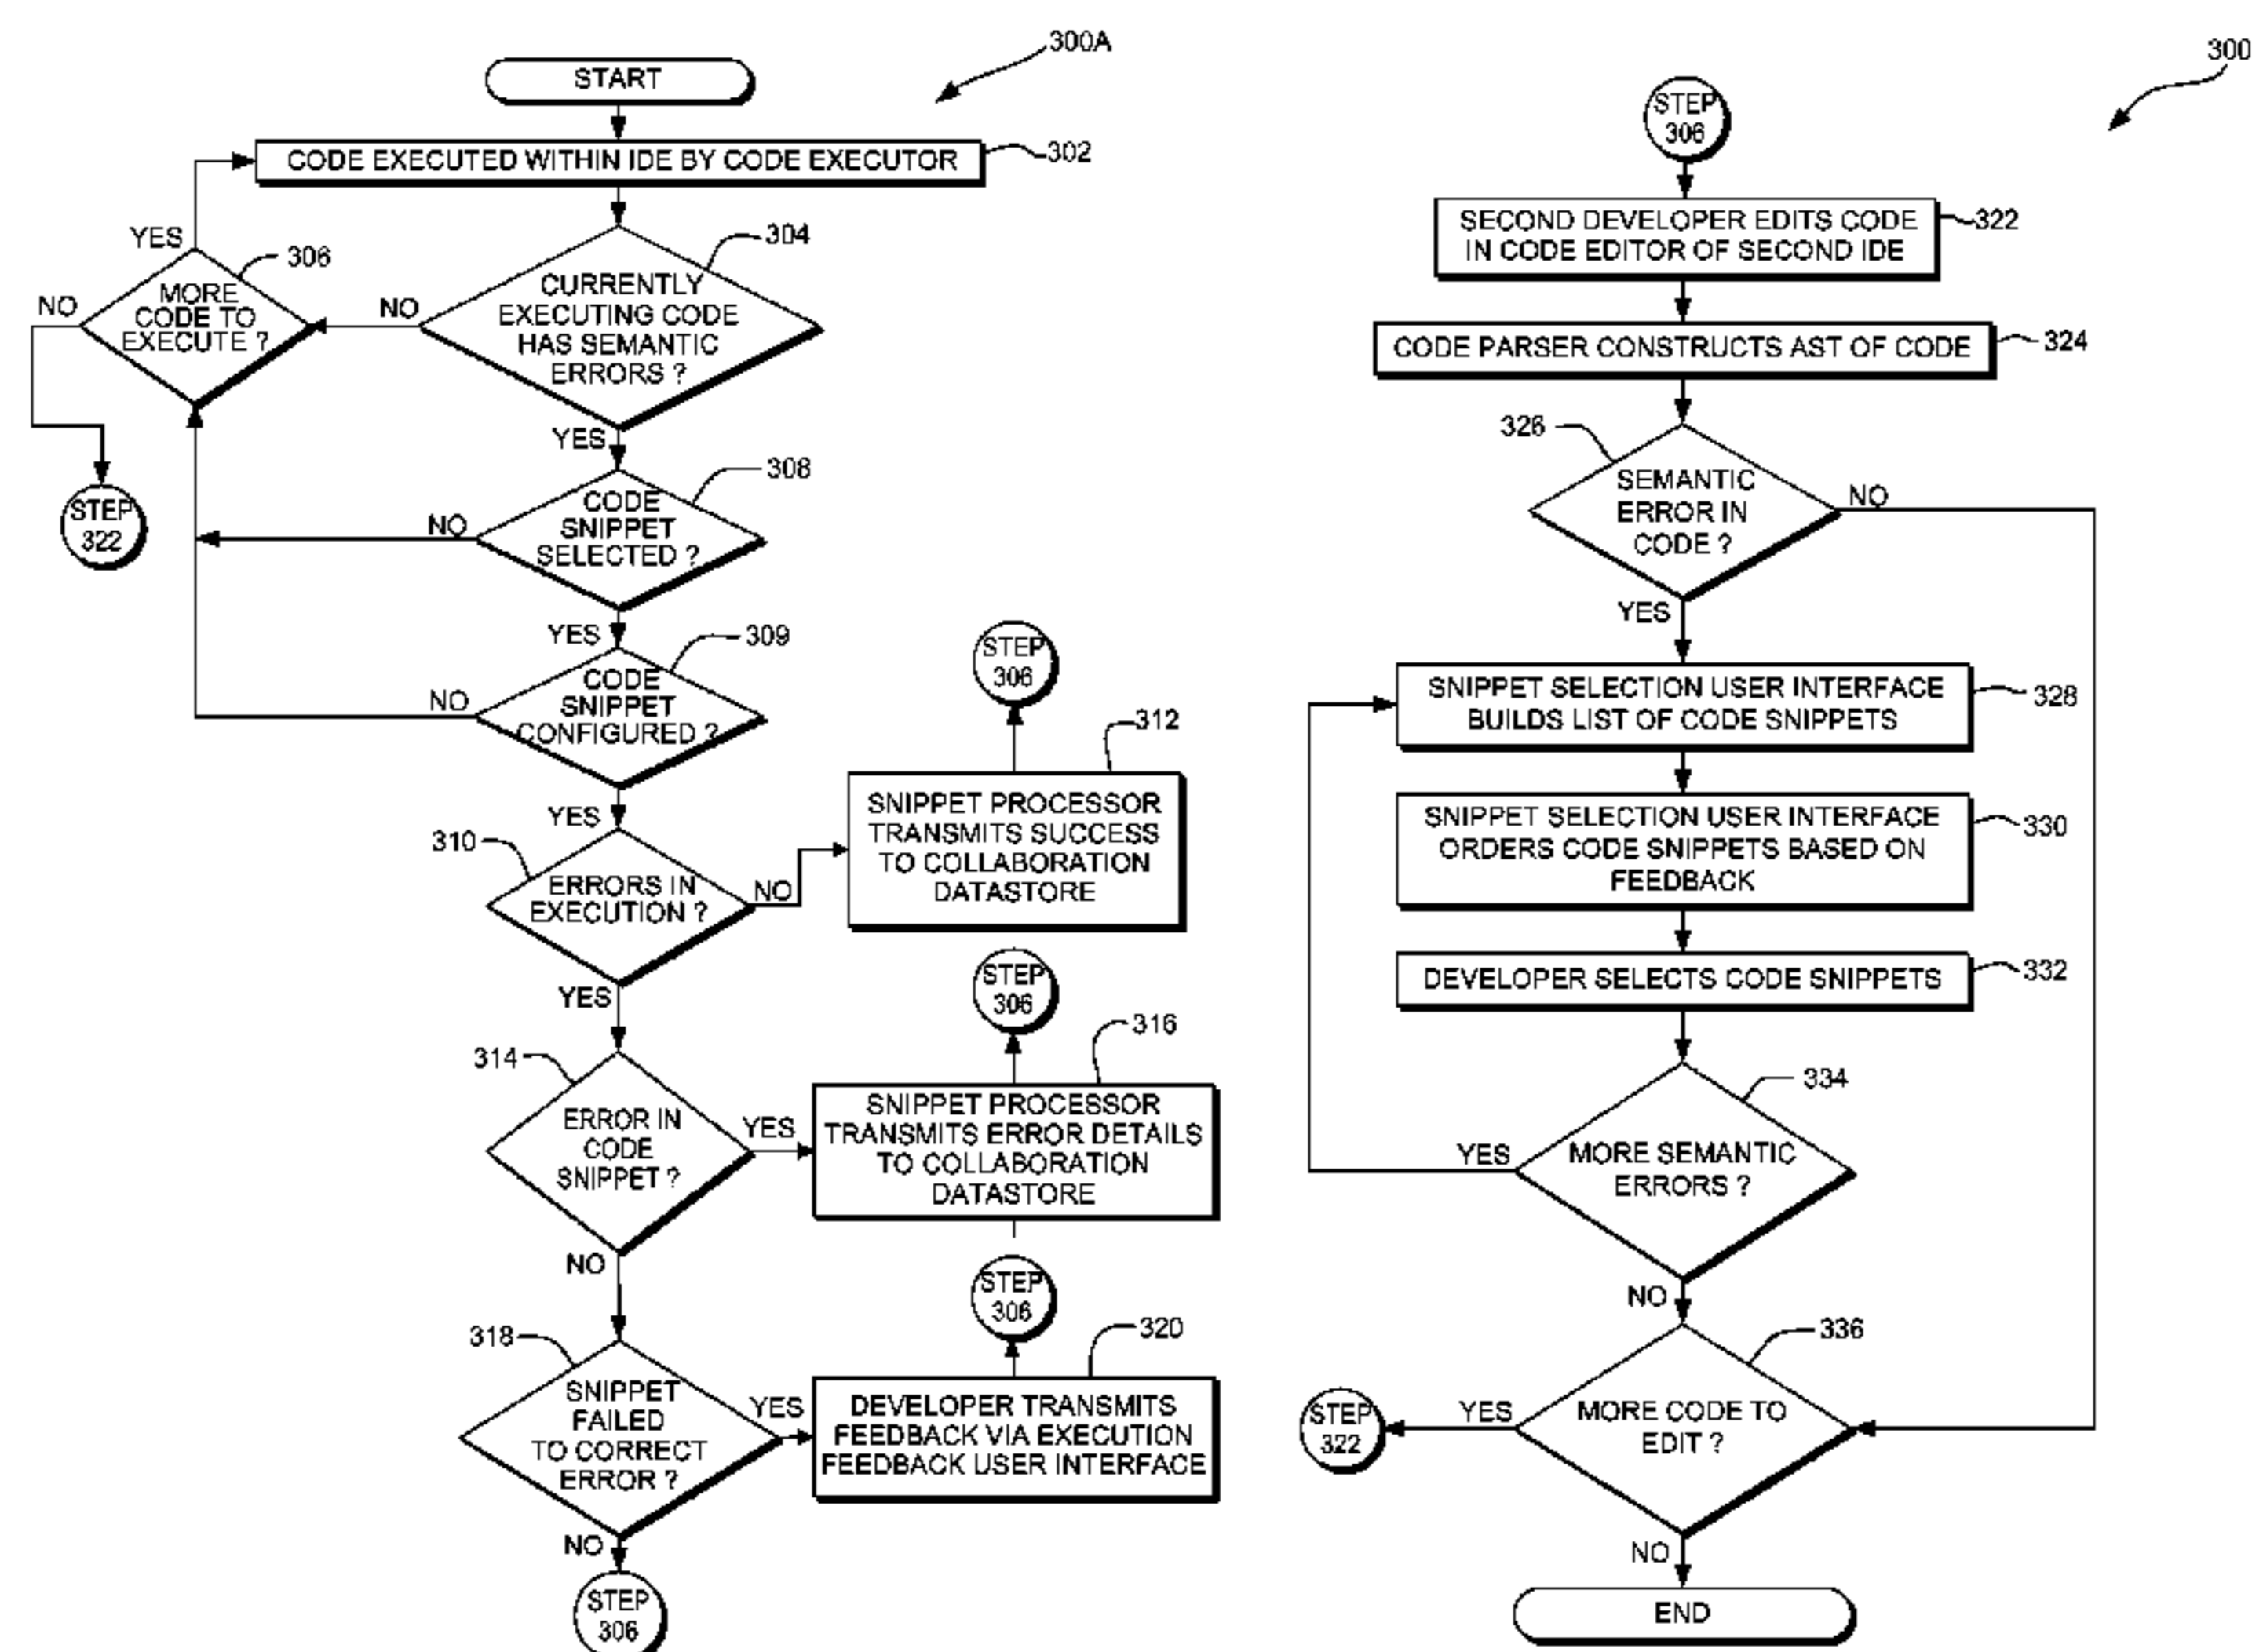 300A
START
CODE EXECUTED WITHIN IDE BY CODE EXECUTOR
302
304
CURRENTLY
EXECUTING CODE
HAS SEMANTIC
ERRORS ?
YES
306
MORE
CODE TO
EXECUTE ?
NO
NO
STEP
322
YES
308
CODE
SNIPPET
SELECTED ?
NO
YES
309
CODE
SNIPPET
CONFIGURED ?
NO
YES
310
ERRORS IN
EXECUTION ?
NO
STEP
306
312
SNIPPET PROCESSOR
TRANSMITS SUCCESS
TO COLLABORATION
DATASTORE
YES
314
ERROR IN
CODE
SNIPPET ?
YES
STEP
306
316
SNIPPET PROCESSOR
TRANSMITS ERROR DETAILS
TO COLLABORATION
DATASTORE
NO
318
SNIPPET
FAILED
TO CORRECT
ERROR ?
YES
STEP
306
320
DEVELOPER TRANSMITS
FEEDBACK VIA EXECUTION
FEEDBACK USER INTERFACE
NO
STEP
306
300
STEP
306
SECOND DEVELOPER EDITS CODE
IN CODE EDITOR OF SECOND IDE
322
CODE PARSER CONSTRUCTS AST OF CODE
324
326
SEMANTIC
ERROR IN
CODE ?
NO
YES
SNIPPET SELECTION USER INTERFACE
BUILDS LIST OF CODE SNIPPETS
328
SNIPPET SELECTION USER INTERFACE
ORDERS CODE SNIPPETS BASED ON
FEEDBACK
330
DEVELOPER SELECTS CODE SNIPPETS
332
334
MORE SEMANTIC
ERRORS ?
YES
NO
336
MORE CODE TO
EDIT ?
YES
STEP
322
NO
END